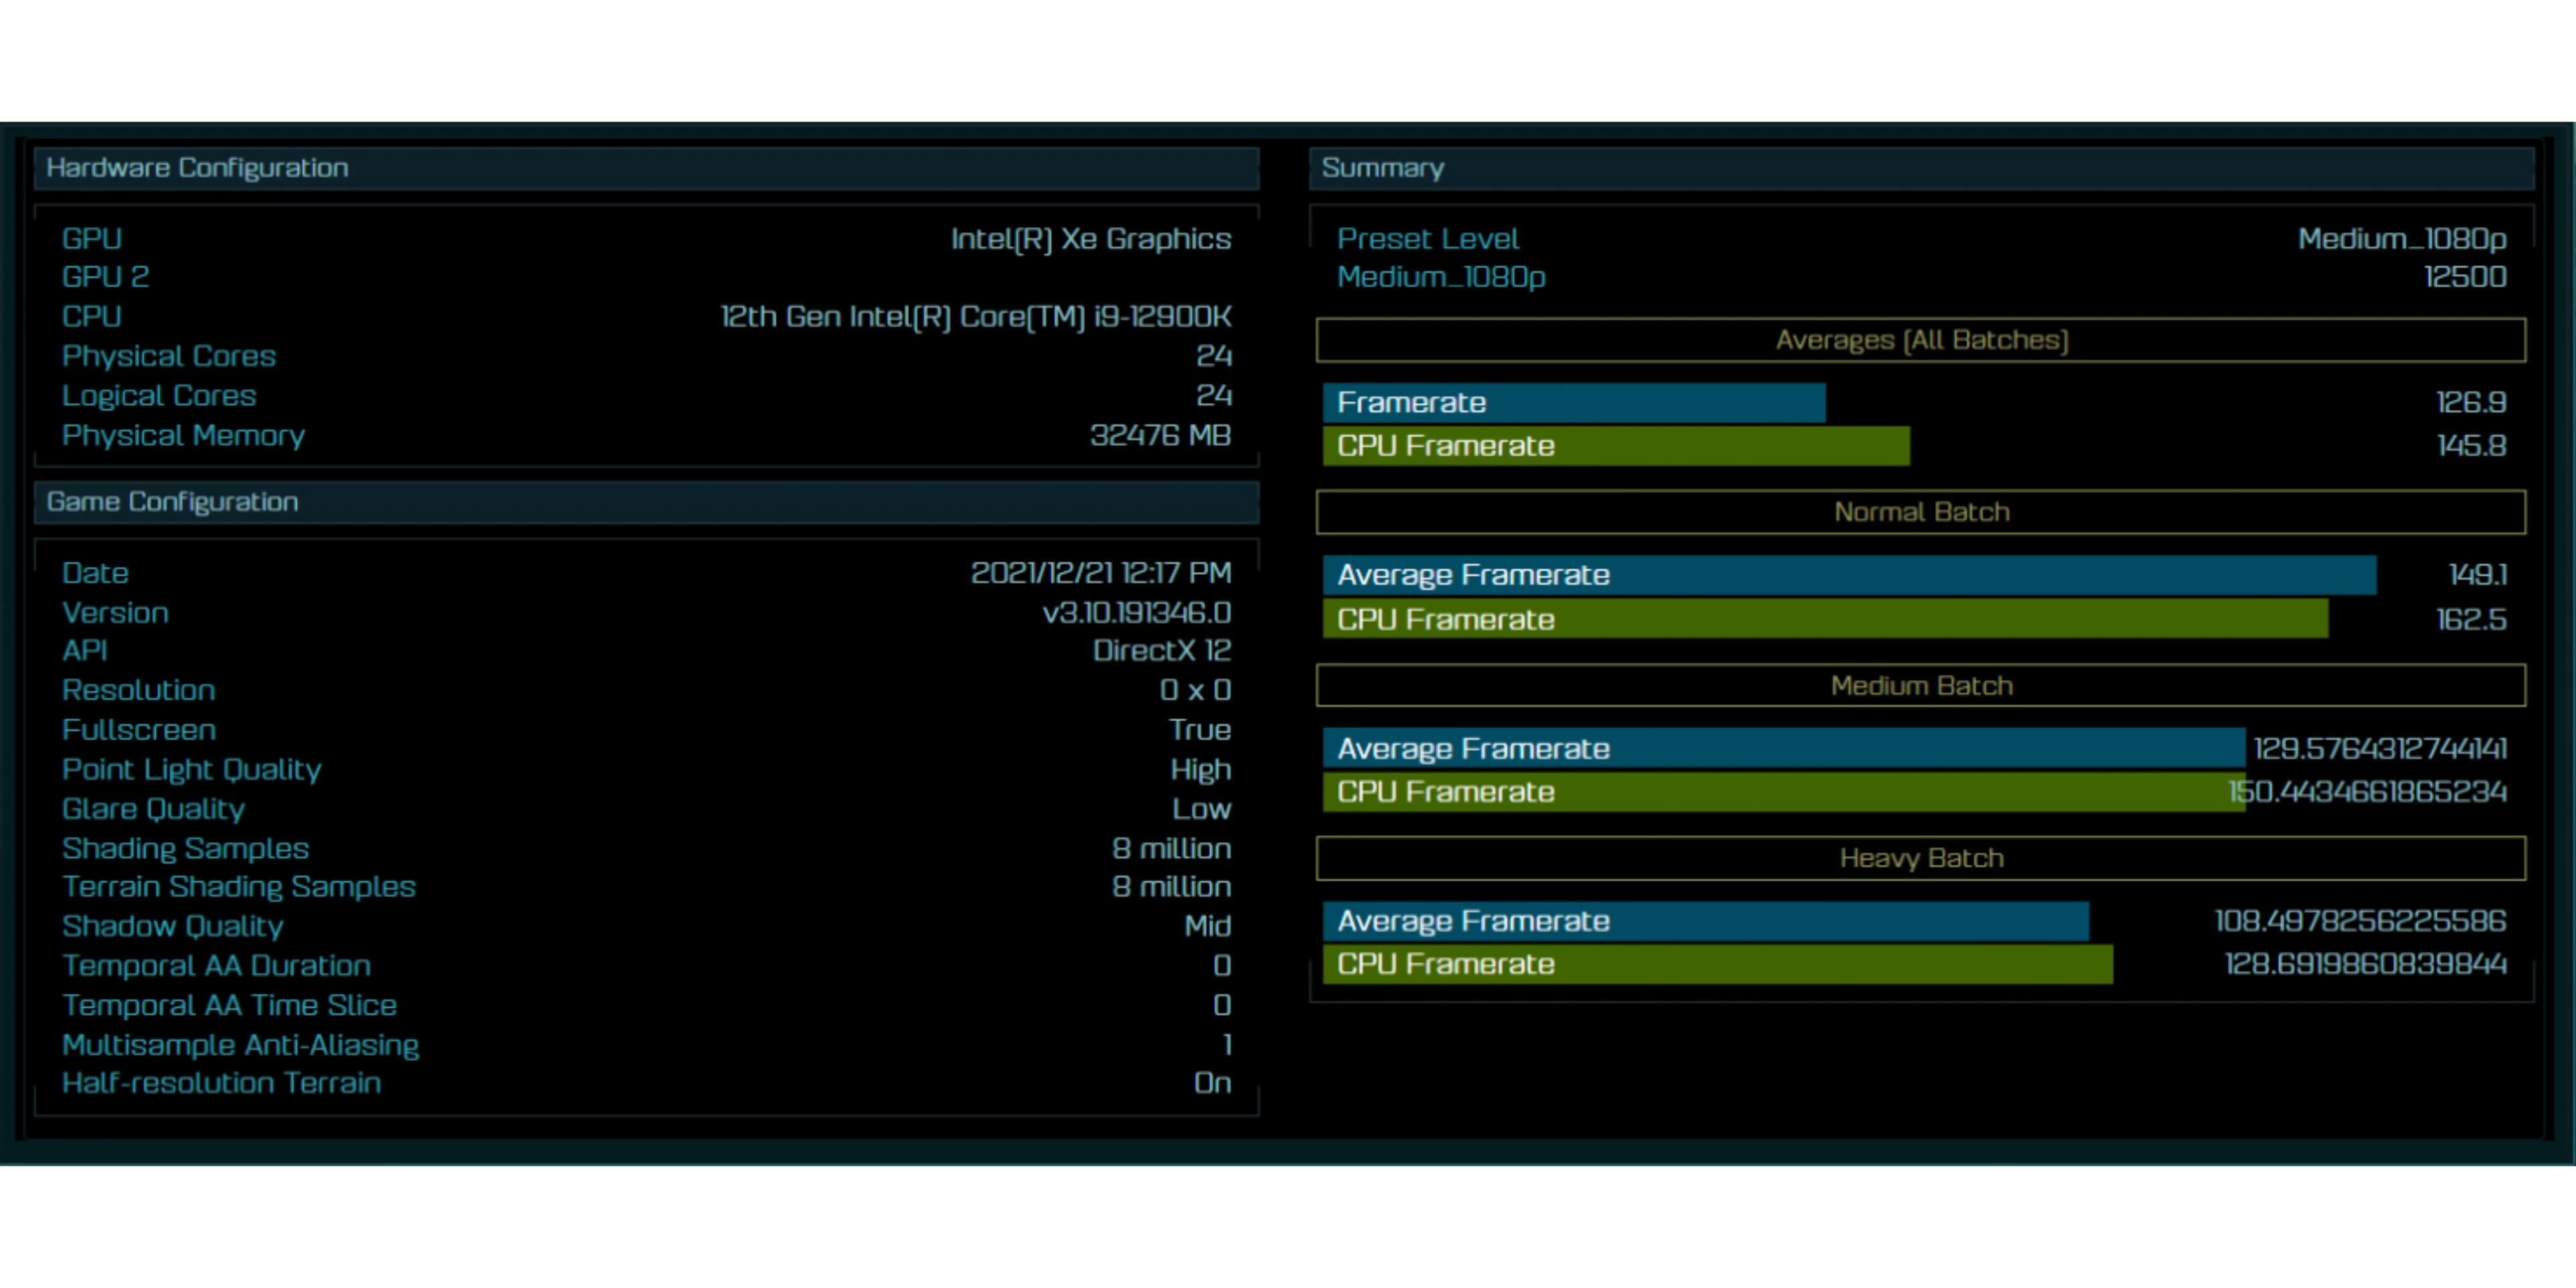 Hardware Configuration
GPU Intel(R) Xe Graphics
GPU 2
CPU 12th Gen Intel(R) Core(TM) i9-12900K
Physical Cores 24
Logical Cores 24
Physical Memory 32476 MB
Game Configuration
Date 2021/12/21 12:17 PM
Version v3.10.191346.0
API DirectX 12
Resolution 0 x 0
Fullscreen True
Point Light Quality High
Glare Quality Low
Shading Samples 8 million
Terrain Shading Samples 8 million
Shadow Quality Mid
Temporal AA Duration 0
Temporal AA Time Slice 0
Multisample Anti-Aliasing 1
Half-resolution Terrain On
Summary
Preset Level Medium_1080p
Medium_1080p 12500
Averages (All Batches)
Framerate 126.9
CPU Framerate 145.8
Normal Batch
Average Framerate 149.1
CPU Framerate 162.5
Medium Batch
Average Framerate 129.5764312744141
CPU Framerate 150.4434661865234
Heavy Batch
Average Framerate 108.4978256225586
CPU Framerate 128.6919860839844